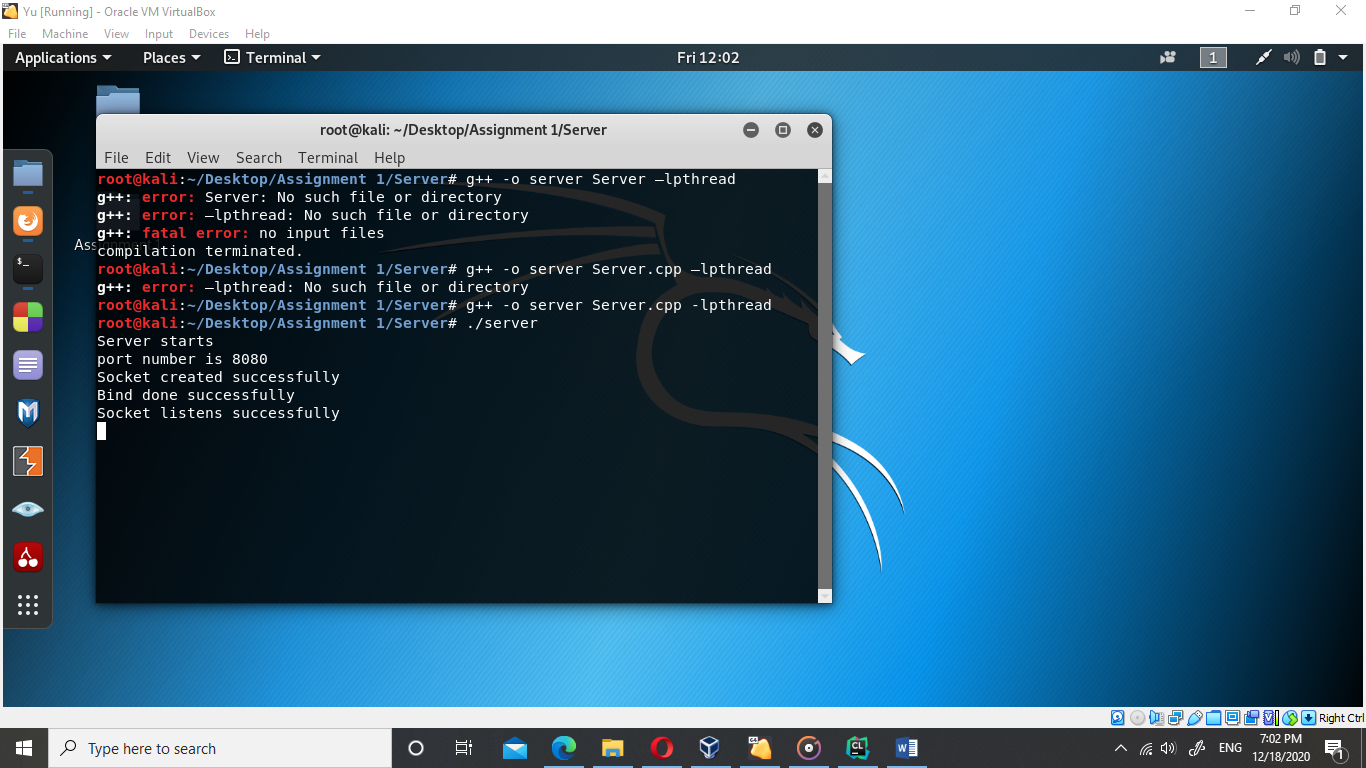 Yu [Running] - Oracle VM VirtualBox
File Machine View Input Devices Help
Applications Places Terminal Fri 12:02 1
root@kali: ~/Desktop/Assignment 1/Server
File Edit View Search Terminal Help
root@kali:~/Desktop/Assignment 1/Server# g++ -o server Server –lpthread
g++: error: Server: No such file or directory
g++: error: –lpthread: No such file or directory
g++: fatal error: no input files
compilation terminated.
root@kali:~/Desktop/Assignment 1/Server# g++ -o server Server.cpp –lpthread
g++: error: –lpthread: No such file or directory
root@kali:~/Desktop/Assignment 1/Server# g++ -o server Server.cpp -lpthread
root@kali:~/Desktop/Assignment 1/Server# ./server
Server starts
port number is 8080
Socket created successfully
Bind done successfully
Socket listens successfully
Right Ctrl
Type here to search
ENG
7:02 PM
12/18/2020
1